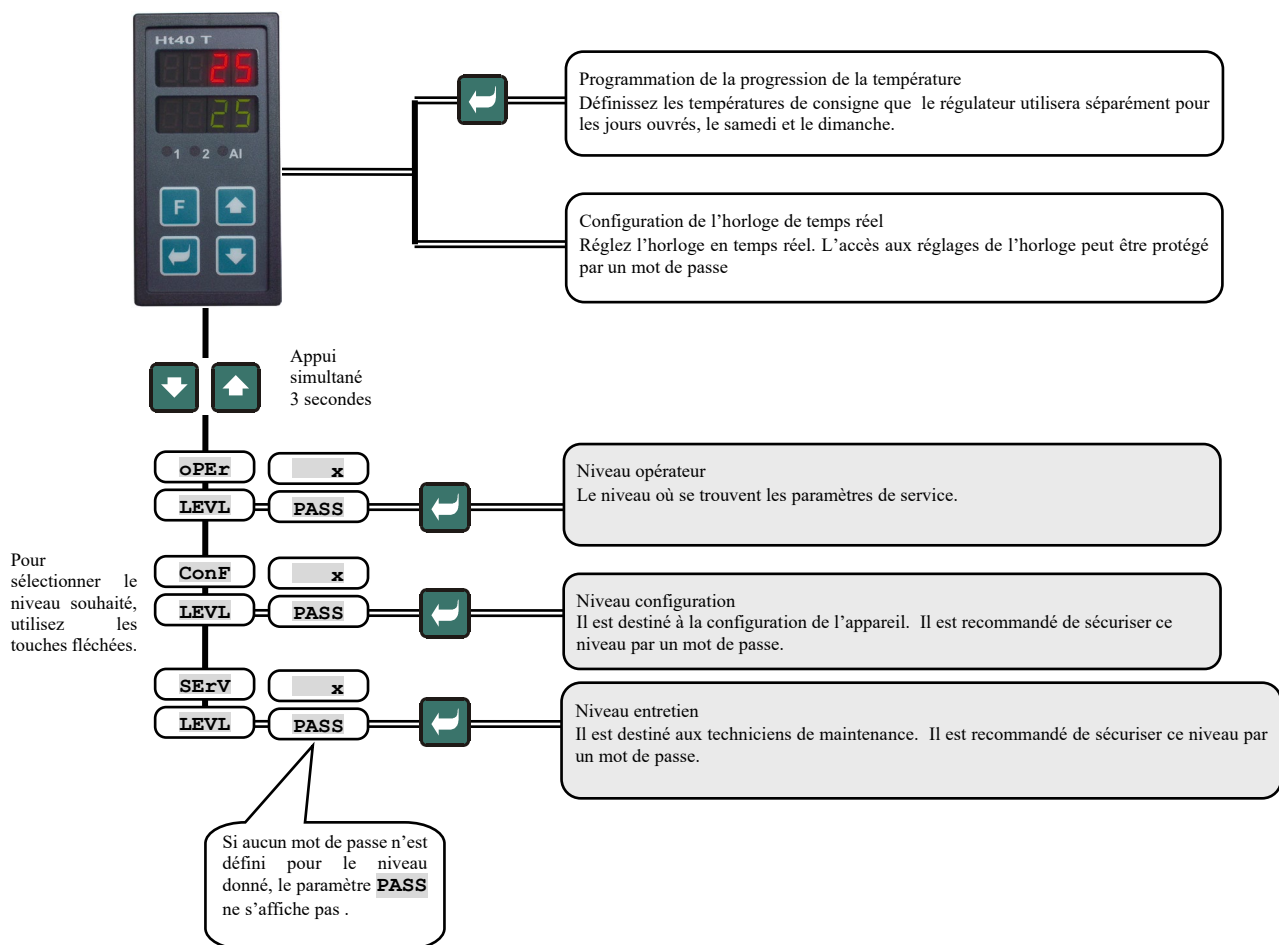 Ht40 T
25
25
1 2 AI
F
Programmation de la progression de la température
Définissez les températures de consigne que le régulateur utilisera séparément pour
les jours ouvrés, le samedi et le dimanche.
Configuration de l’horloge de temps réel
Réglez l’horloge en temps réel. L’accès aux réglages de l’horloge peut être protégé
par un mot de passe
Appui
simultané
3 secondes
oPEr x
LEVL PASS
Niveau opérateur
Le niveau où se trouvent les paramètres de service.
Pour
sélectionner le
niveau souhaité,
utilisez les
touches fléchées.
ConF x
LEVL PASS
Niveau configuration
Il est destiné à la configuration de l’appareil. Il est recommandé de sécuriser ce
niveau par un mot de passe.
SErV x
LEVL PASS
Niveau entretien
Il est destiné aux techniciens de maintenance. Il est recommandé de sécuriser ce niveau par
un mot de passe.
Si aucun mot de passe n’est
défini pour le niveau
donné, le paramètre PASS
ne s’affiche pas .